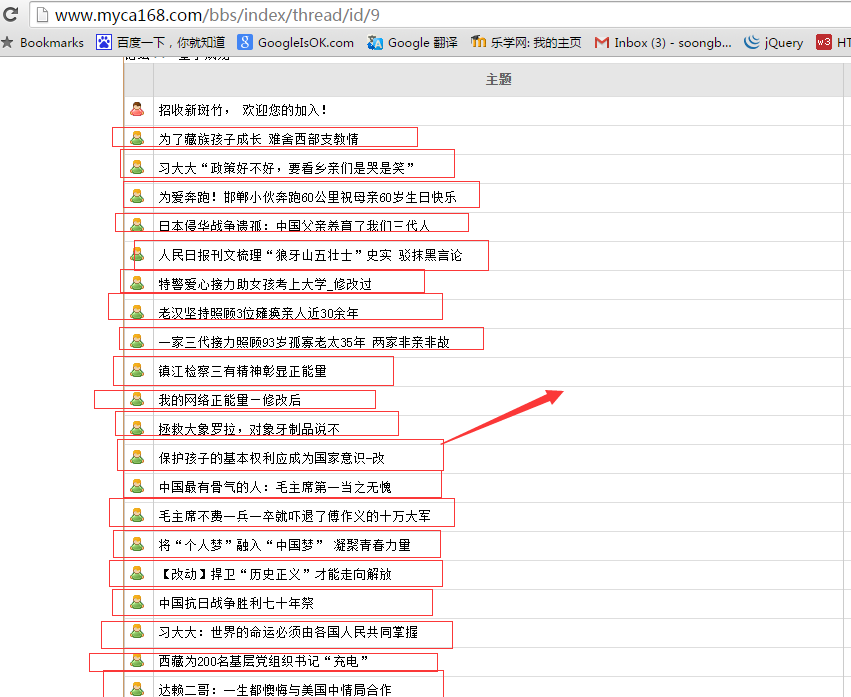 www.myca168.com/bbs/index/thread/id/9
Bookmarks 百度一下，你就知道 GoogleIsOK.com Google 翻译 乐学网: 我的主页 Inbox (3) - soongb... jQuery w3 HT
主题
招收新斑竹， 欢迎您的加入！
为了藏族孩子成长 难舍西部支教情
习大大“政策好不好，要看乡亲们是哭是笑”
为爱奔跑！邯郸小伙奔跑60公里祝母亲60岁生日快乐
日本侵华战争遗孤：中国父亲养育了我们三代人
人民日报刊文梳理“狼牙山五壮士”史实 驳抹黑言论
特警爱心接力助女孩考上大学_修改过
老汉坚持照顾3位瘫痪亲人近30余年
一家三代接力照顾93岁孤寡老太35年 两家非亲非故
镇江检察三有精神彰显正能量
我的网络正能量－修改后
拯救大象罗拉，对象牙制品说不
保护孩子的基本权利应成为国家意识-改
中国最有骨气的人：毛主席第一当之无愧
毛主席不费一兵一卒就吓退了傅作义的十万大军
将“个人梦”融入“中国梦” 凝聚青春力量
【改动】捍卫“历史正义”才能走向解放
中国抗日战争胜利七十年祭
习大大：世界的命运必须由各国人民共同掌握
西藏为200名基层党组织书记“充电”
达赖二哥：一生都懊悔与美国中情局合作